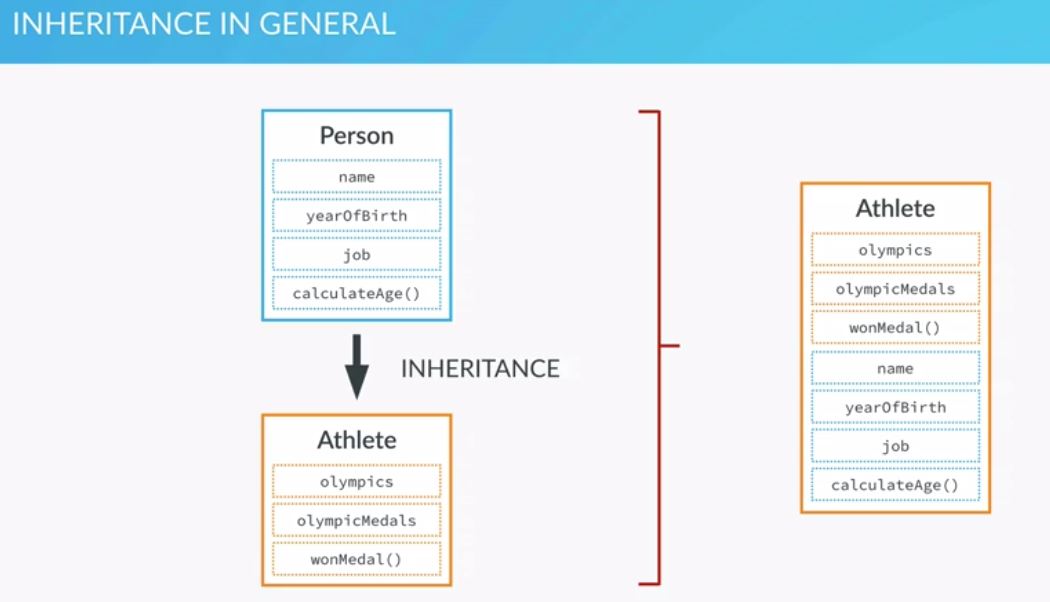 INHERITANCE IN GENERAL
Person
name
yearOfBirth
job
calculateAge()
INHERITANCE
Athlete
olympics
olympicMedals
wonMedal()
Athlete
olympics
olympicMedals
wonMedal()
name
yearOfBirth
job
calculateAge()